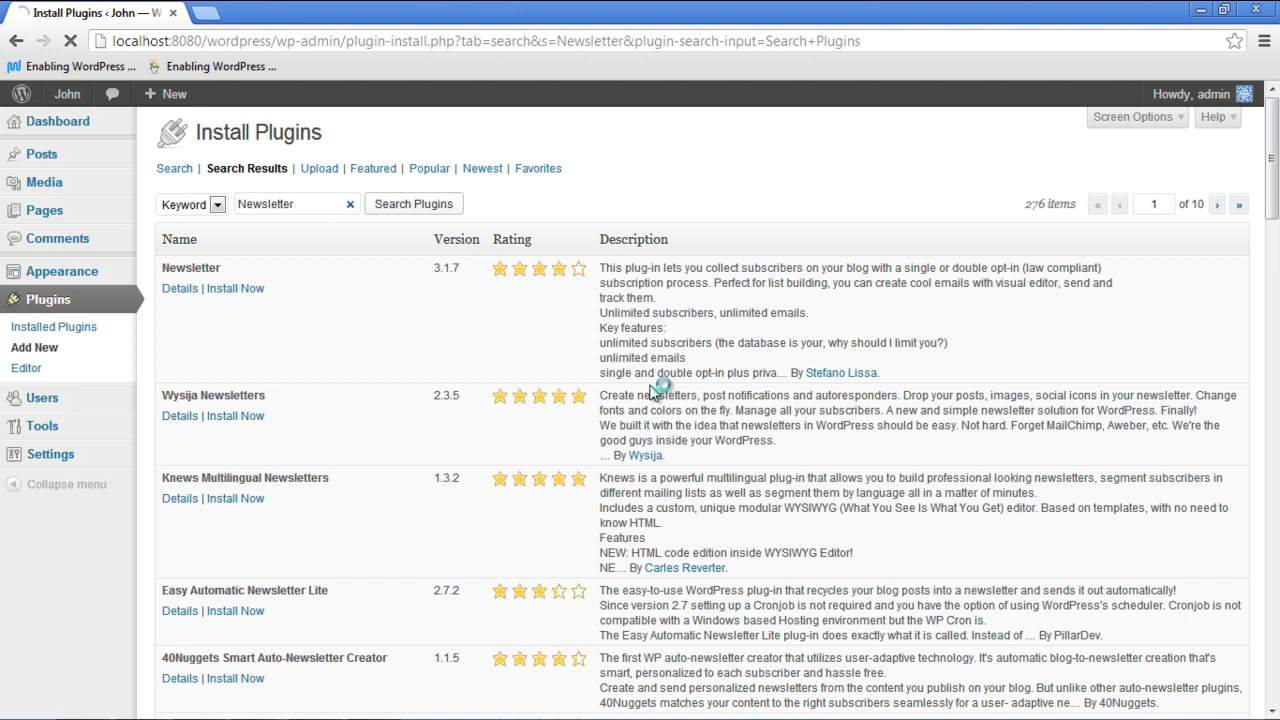 Install Plugins ‹ John — W
localhost:8080/wordpress/wp-admin/plugin-install.php?tab=search&s=Newsletter&plugin-search-input=Search+Plugins
Enabling WordPress ... Enabling WordPress ...
John New Howdy, admin
Dashboard
Posts
Media
Pages
Comments
Appearance
Plugins
Installed Plugins
Add New
Editor
Users
Tools
Settings
Collapse menu
Screen Options Help
Install Plugins
Search | Search Results | Upload | Featured | Popular | Newest | Favorites
Keyword Newsletter × Search Plugins 276 items « ‹ 1 of 10 › »
Name Version Rating Description
Newsletter 3.1.7
Details | Install Now
This plug-in lets you collect subscribers on your blog with a single or double opt-in (law compliant)
subscription process. Perfect for list building, you can create cool emails with visual editor, send and
track them.
Unlimited subscribers, unlimited emails.
Key features:
unlimited subscribers (the database is your, why should I limit you?)
unlimited emails
single and double opt-in plus priva... By Stefano Lissa.
Wysija Newsletters 2.3.5
Details | Install Now
Create newsletters, post notifications and autoresponders. Drop your posts, images, social icons in your newsletter. Change
fonts and colors on the fly. Manage all your subscribers. A new and simple newsletter solution for WordPress. Finally!
We built it with the idea that newsletters in WordPress should be easy. Not hard. Forget MailChimp, Aweber, etc. We're the
good guys inside your WordPress.
... By Wysija.
Knews Multilingual Newsletters 1.3.2
Details | Install Now
Knews is a powerful multilingual plug-in that allows you to build professional looking newsletters, segment subscribers in
different mailing lists as well as segment them by language all in a matter of minutes.
Includes a custom, unique modular WYSIWYG (What You See Is What You Get) editor. Based on templates, with no need to
know HTML.
Features
NEW: HTML code edition inside WYSIWYG Editor!
NE... By Carles Reverter.
Easy Automatic Newsletter Lite 2.7.2
Details | Install Now
The easy-to-use WordPress plug-in that recycles your blog posts into a newsletter and sends it out automatically!
Since version 2.7 setting up a Cronjob is not required and you have the option of using WordPress's scheduler. Cronjob is not
compatible with a Windows based Hosting environment but the WP Cron is.
The Easy Automatic Newsletter Lite plug-in does exactly what it is called. Instead of ... By PillarDev.
40Nuggets Smart Auto-Newsletter Creator 1.1.5
Details | Install Now
The first WP auto-newsletter creator that utilizes user-adaptive technology. It's automatic blog-to-newsletter creation that's
smart, personalized to each subscriber and hassle free.
Create and send personalized newsletters from the content you publish on your blog. But unlike other auto-newsletter plugins,
40Nuggets matches your content to the right subscribers seamlessly for a user- adaptive ne... By 40Nuggets.